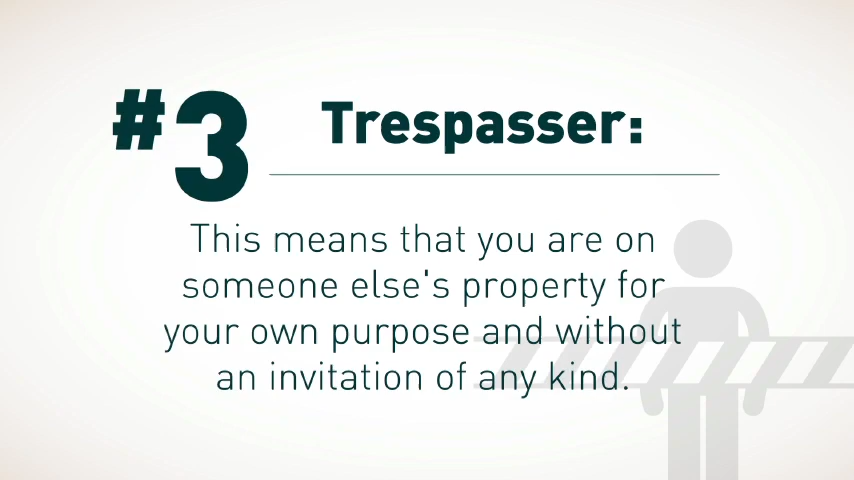 #3 Trespasser:
This means that you are on
someone else's property for
your own purpose and without
an invitation of any kind.